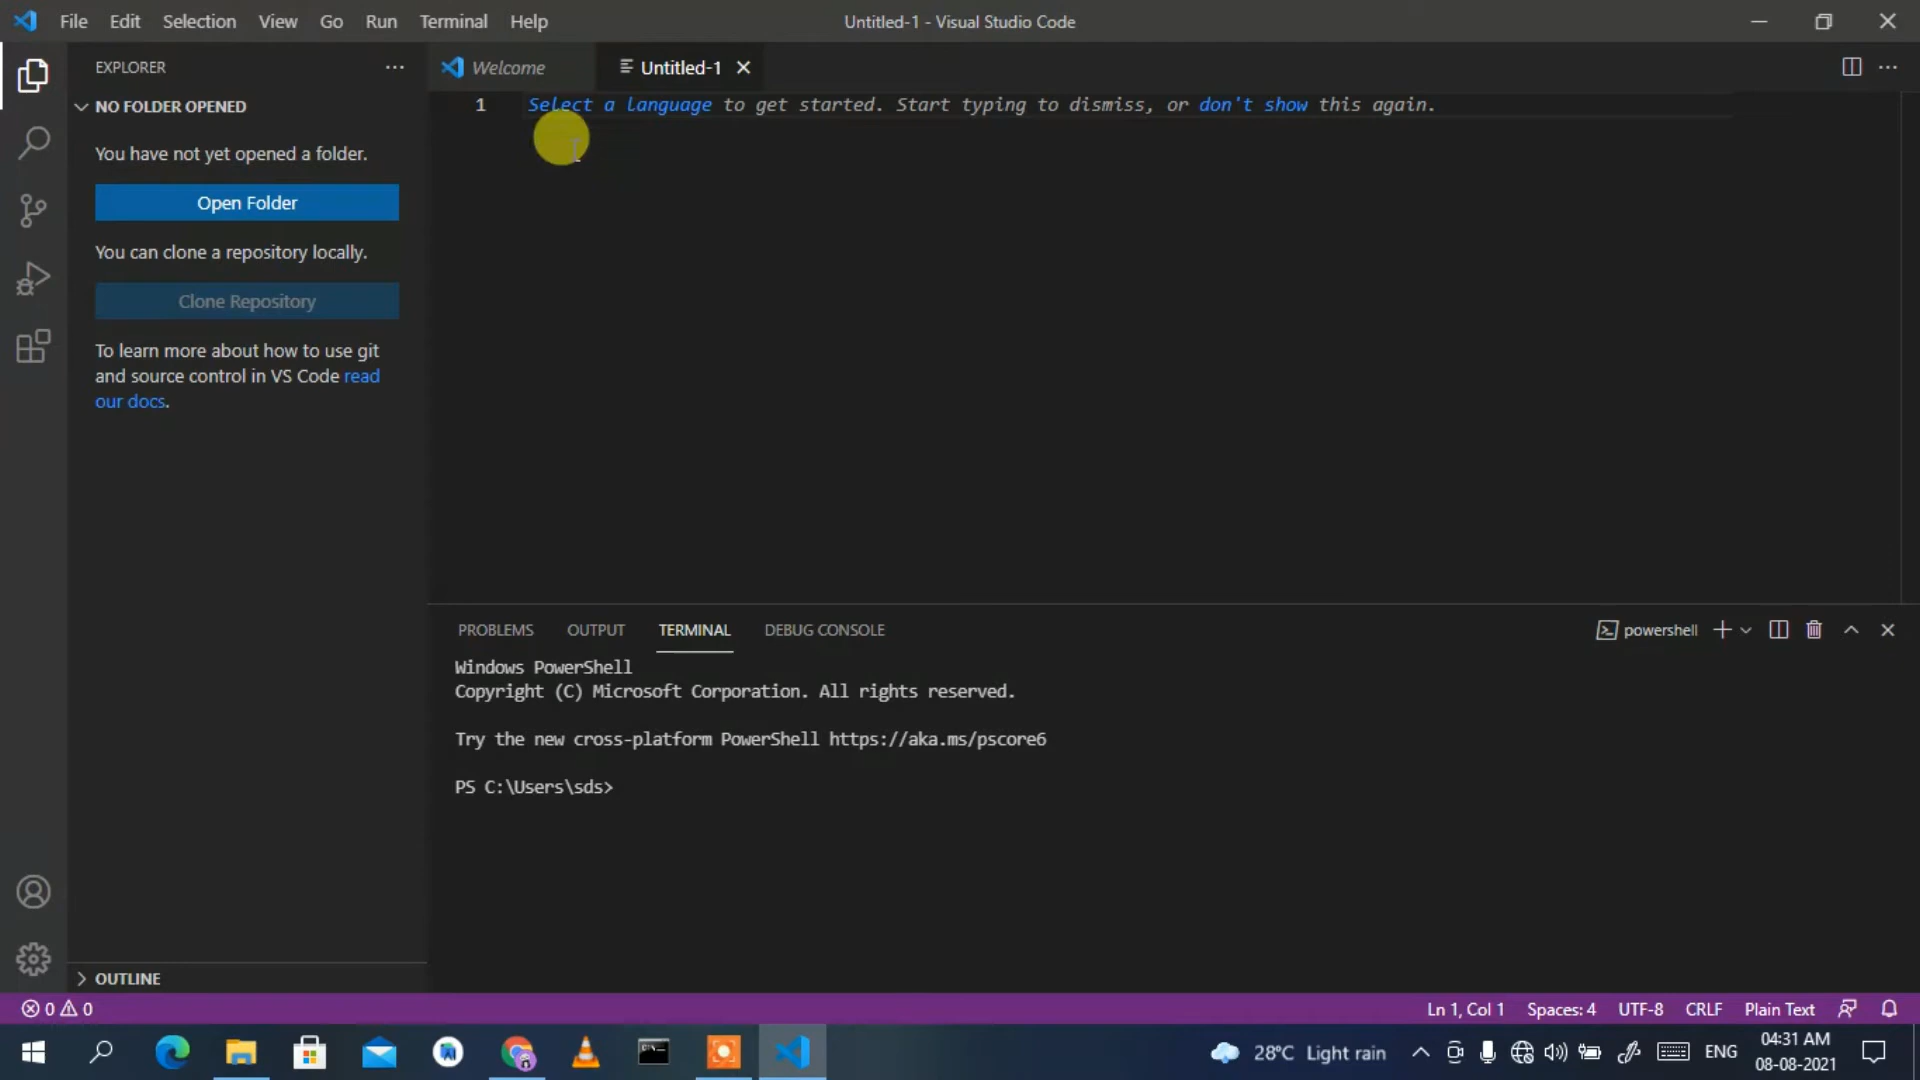 File Edit Selection View Go Run Terminal Help
Untitled-1 - Visual Studio Code
EXPLORER
NO FOLDER OPENED
You have not yet opened a folder.
Open Folder
You can clone a repository locally.
Clone Repository
To learn more about how to use git
and source control in VS Code read
our docs.
OUTLINE
Welcome
Untitled-1
1 Select a language to get started. Start typing to dismiss, or don't show this again.
PROBLEMS OUTPUT TERMINAL DEBUG CONSOLE
powershell
Windows PowerShell
Copyright (C) Microsoft Corporation. All rights reserved.
Try the new cross-platform PowerShell https://aka.ms/pscore6
PS C:\Users\sds>
0 0
Ln 1, Col 1 Spaces: 4 UTF-8 CRLF Plain Text
28°C Light rain
ENG
04:31 AM
08-08-2021